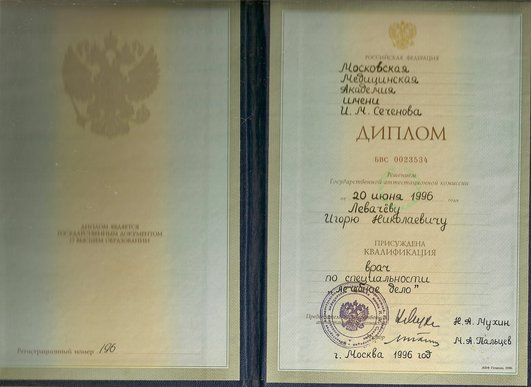 ДИПЛОМ ЯВЛЯЕТСЯ
ГОСУДАРСТВЕННЫМ ДОКУМЕНТОМ
О ВЫСШЕМ ОБРАЗОВАНИИ
Регистрационный номер 196
РОССИЙСКАЯ ФЕДЕРАЦИЯ
Московская
Медицинская
Академия
имени
И. М. Сеченова
ДИПЛОМ
БВС 0023534
Решением
Государственной аттестационной комиссии
от 20 июня 1996 года
Левачёву
Игорю Николаевичу
ПРИСУЖДЕНА
КВАЛИФИКАЦИЯ
врач
по специальности
"лечебное дело"
Н. А. Мухин
М. А. Пальцев
г. Москва 1996 год